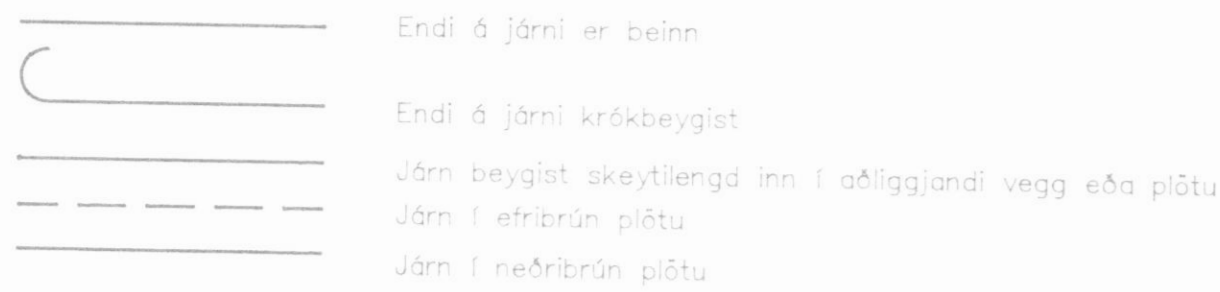 Endi á járni er beinn
Endi á járni krókbeygist
Járn beygist skeytilengd inn í aðliggjandi vegg eða plötu
Járn í efribrún plötu
Járn í neðribrún plötu